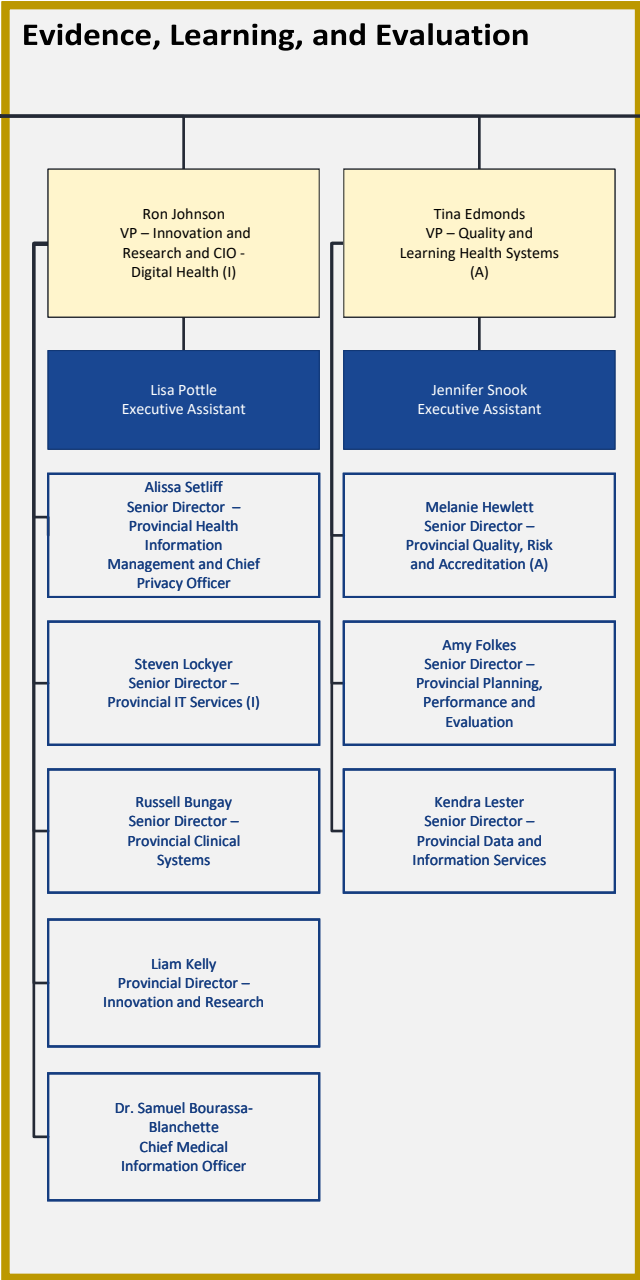 Evidence, Learning, and Evaluation
Ron Johnson
VP – Innovation and
Research and CIO -
Digital Health (I)
Lisa Pottle
Executive Assistant
Alissa Setliff
Senior Director –
Provincial Health
Information
Management and Chief
Privacy Officer
Steven Lockyer
Senior Director –
Provincial IT Services (I)
Russell Bungay
Senior Director –
Provincial Clinical
Systems
Liam Kelly
Provincial Director –
Innovation and Research
Dr. Samuel Bourassa-
Blanchette
Chief Medical
Information Officer
Tina Edmonds
VP – Quality and
Learning Health Systems
(A)
Jennifer Snook
Executive Assistant
Melanie Hewlett
Senior Director –
Provincial Quality, Risk
and Accreditation (A)
Amy Folkes
Senior Director –
Provincial Planning,
Performance and
Evaluation
Kendra Lester
Senior Director –
Provincial Data and
Information Services